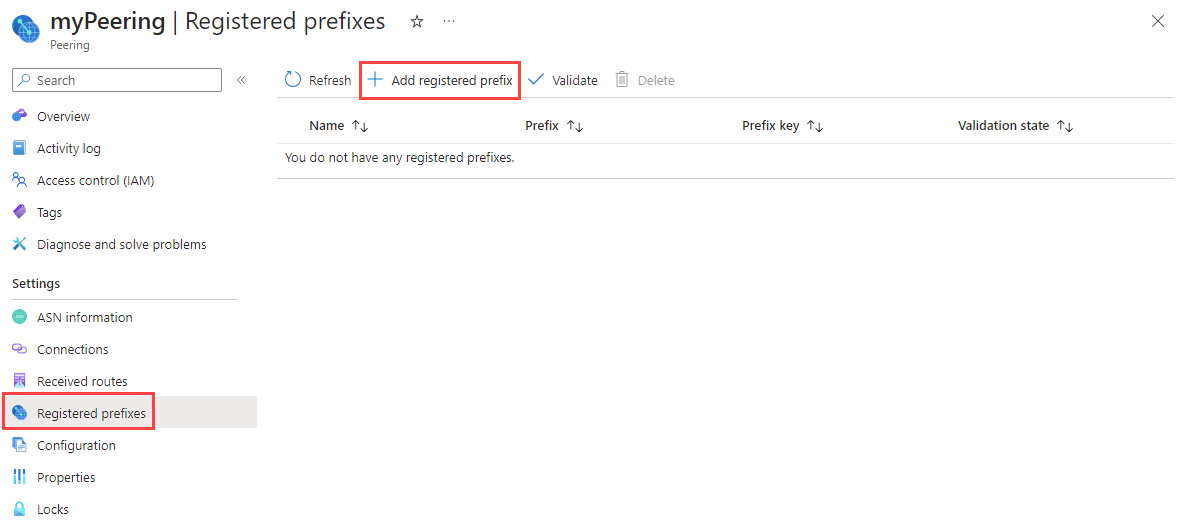 myPeering | Registered prefixes ...
Peering
Search
«
Refresh
Add registered prefix
Validate
Delete
Overview
Activity log
Access control (IAM)
Tags
Diagnose and solve problems
Settings
ASN information
Connections
Received routes
Registered prefixes
Configuration
Properties
Locks
Name ↑↓ Prefix ↑↓ Prefix key ↑↓ Validation state ↑↓
You do not have any registered prefixes.